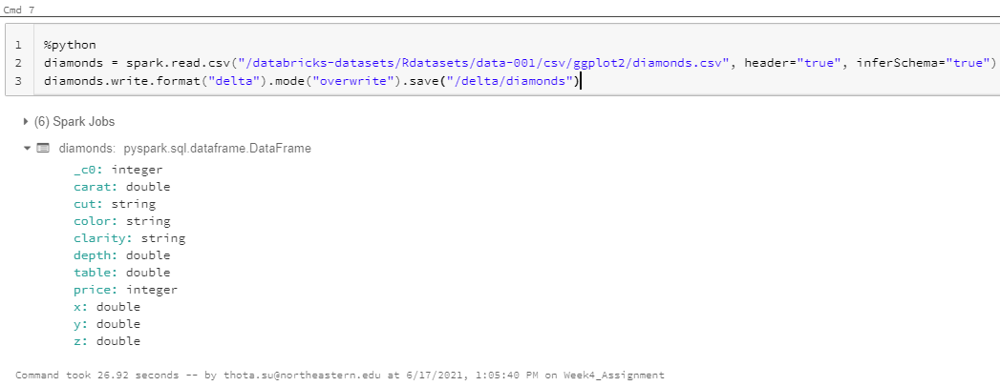 Cmd 7
1 %python
2 diamonds = spark.read.csv("/databricks-datasets/Rdatasets/data-001/csv/ggplot2/diamonds.csv", header="true", inferSchema="true")
3 diamonds.write.format("delta").mode("overwrite").save("/delta/diamonds")
(6) Spark Jobs
diamonds: pyspark.sql.dataframe.DataFrame
_c0: integer
carat: double
cut: string
color: string
clarity: string
depth: double
table: double
price: integer
x: double
y: double
z: double
Command took 26.92 seconds -- by thota.su@northeastern.edu at 6/17/2021, 1:05:40 PM on Week4_Assignment